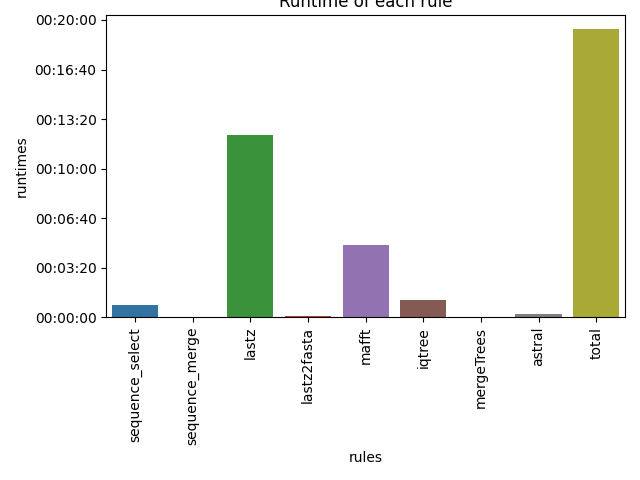 Runtime of each rule
00:20:00
00:16:40
00:13:20
00:10:00
00:06:40
00:03:20
00:00:00
runtimes
sequence_select
sequence_merge
lastz
lastz2fasta
mafft
iqtree
mergeTrees
astral
total
rules